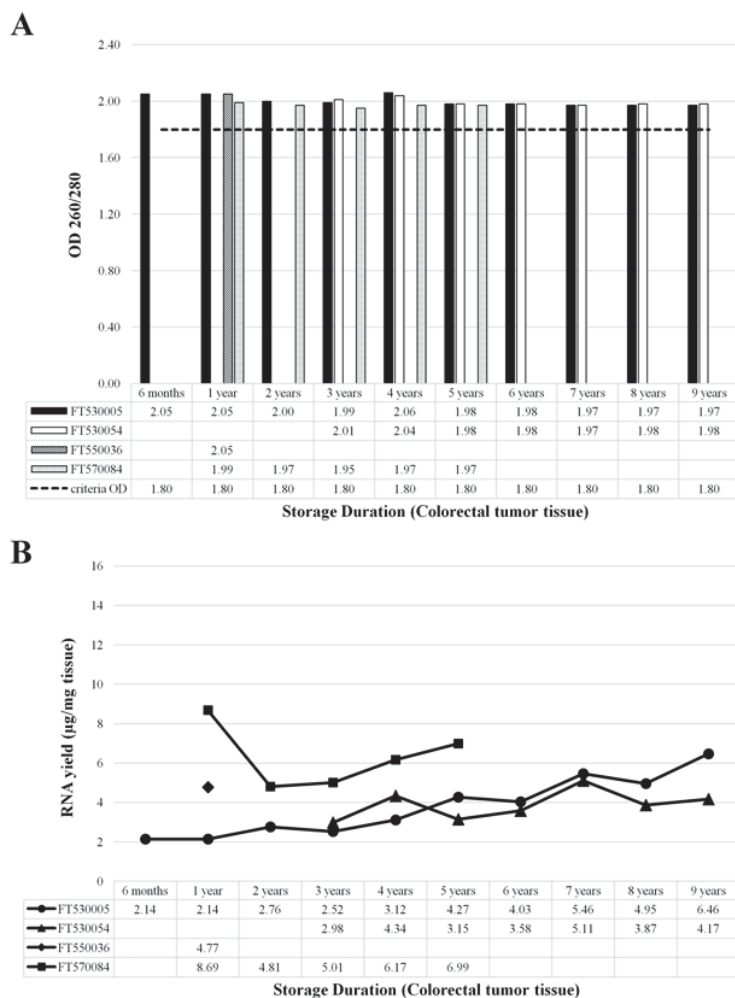 A
2.40
2.00
1.60
1.20
0.80
0.40
0.00
OD 260/280
6 months 1 year 2 years 3 years 4 years 5 years 6 years 7 years 8 years 9 years
FT530005 2.05 2.05 2.00 1.99 2.06 1.98 1.98 1.97 1.97 1.97
FT530054 2.01 2.04 1.98 1.98 1.97 1.98 1.98
FT550036 2.05
FT570084 1.99 1.97 1.95 1.97 1.97
criteria OD 1.80 1.80 1.80 1.80 1.80 1.80 1.80 1.80 1.80 1.80
Storage Duration (Colorectal tumor tissue)
B
16
14
12
10
8
6
4
2
0
RNA yield (µg/mg tissue)
6 months 1 year 2 years 3 years 4 years 5 years 6 years 7 years 8 years 9 years
FT530005 2.14 2.14 2.76 2.52 3.12 4.27 4.03 5.46 4.95 6.46
FT530054 2.98 4.34 3.15 3.58 5.11 3.87 4.17
FT550036 4.77
FT570084 8.69 4.81 5.01 6.17 6.99
Storage Duration (Colorectal tumor tissue)